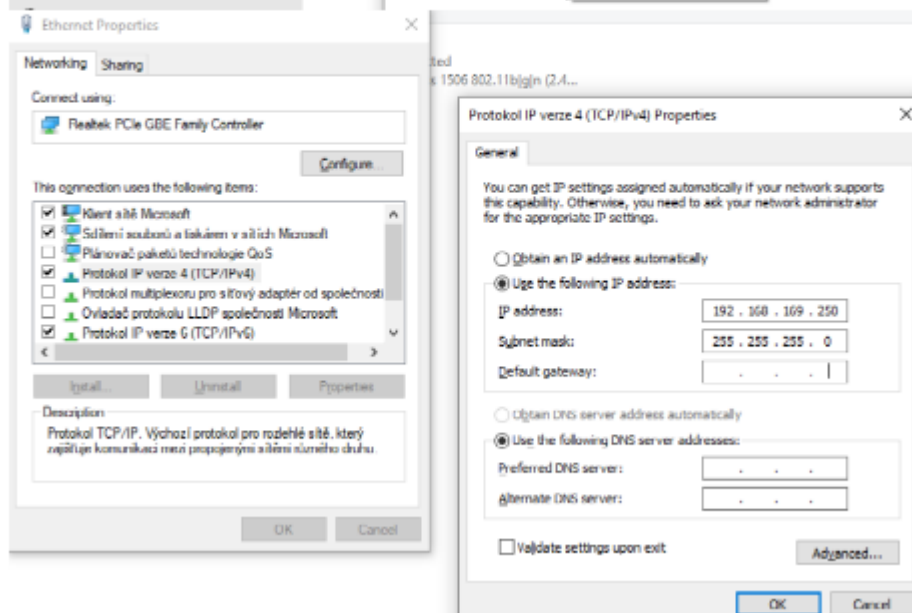 Ethernet Properties
Networking
Sharing
Connect using:
Realtek PCIe GBE Family Controller
Configure...
This connection uses the following items:
Klient sítě Microsoft
Sdílení souborů a tiskáren v sítích Microsoft
Plánovač paketů technologie QoS
Protokol IP verze 4 (TCP/IPv4)
Protokol multiplexoru pro síťový adaptér od společnosti
Ovladač protokolu LLDP společnosti Microsoft
Protokol IP verze 6 (TCP/IPv6)
Install...
Uninstall
Properties
Description
Protokol TCP/IP. Výchozí protokol pro rozlehlé sítě, který
zajišťuje komunikaci mezi propojenými sítěmi různého druhu.
OK
Cancel
1506 802.11b|g|n (2.4...
Protokol IP verze 4 (TCP/IPv4) Properties
General
You can get IP settings assigned automatically if your network supports
this capability. Otherwise, you need to ask your network administrator
for the appropriate IP settings.
Obtain an IP address automatically
Use the following IP address:
IP address:
192 . 168 . 169 . 250
Subnet mask:
255 . 255 . 255 . 0
Default gateway:
Obtain DNS server address automatically
Use the following DNS server addresses:
Preferred DNS server:
Alternate DNS server:
Validate settings upon exit
Advanced...
OK
Cancel